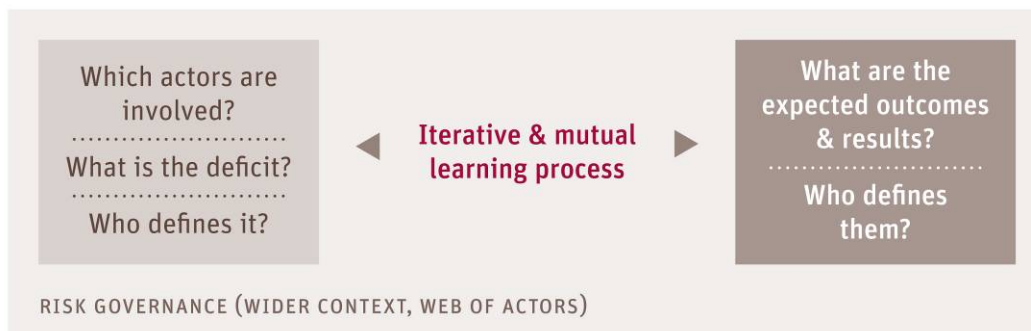 Which actors are
involved?
What is the deficit?
Who defines it?
Iterative & mutual
learning process
What are the
expected outcomes
& results?
Who defines
them?
RISK GOVERNANCE (WIDER CONTEXT, WEB OF ACTORS)